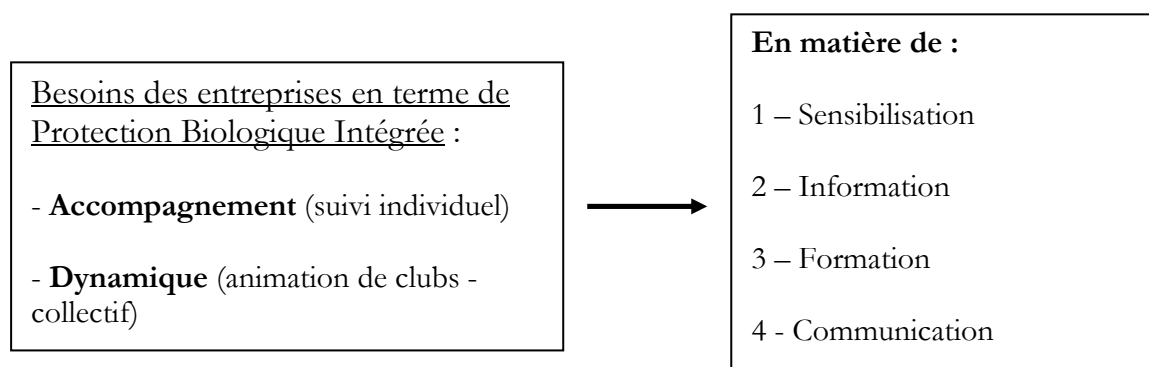 Besoins des entreprises en terme de
Protection Biologique Intégrée :
- Accompagnement (suivi individuel)
- Dynamique (animation de clubs -
collectif)
En matière de :
1 – Sensibilisation
2 – Information
3 – Formation
4 - Communication